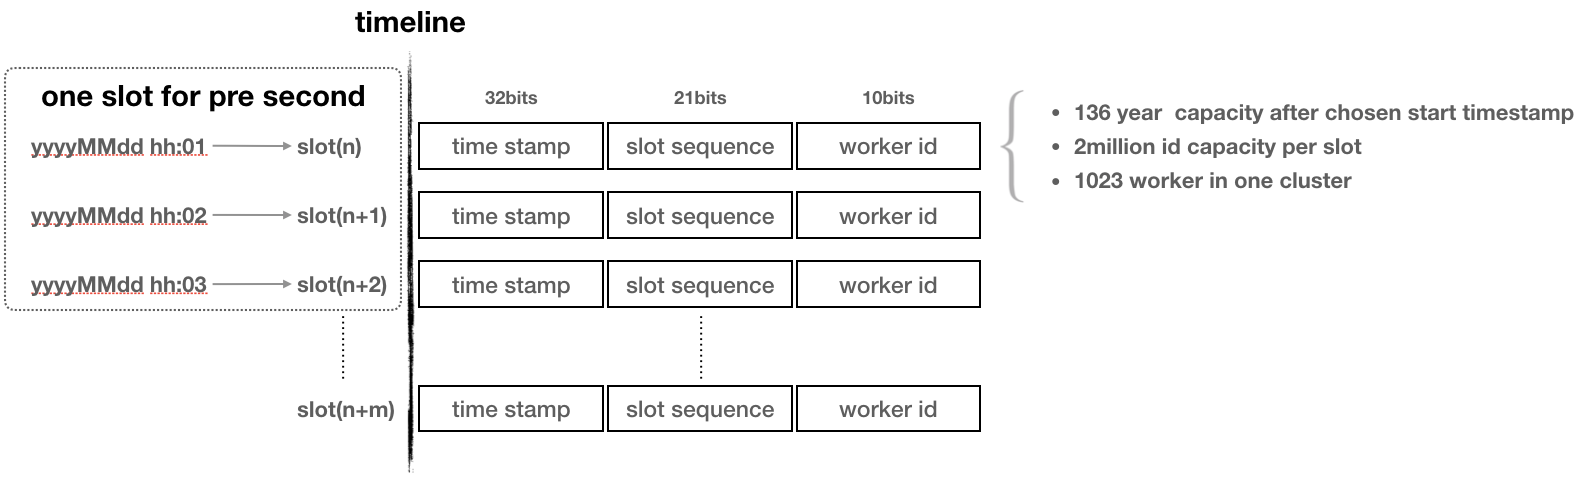 timeline
one slot for pre second
32bits 21bits 10bits
yyyyMMdd hh:01 slot(n) time stamp slot sequence worker id
yyyyMMdd hh:02 slot(n+1) time stamp slot sequence worker id
yyyyMMdd hh:03 slot(n+2) time stamp slot sequence worker id
slot(n+m) time stamp slot sequence worker id
• 136 year capacity after chosen start timestamp
• 2million id capacity per slot
• 1023 worker in one cluster